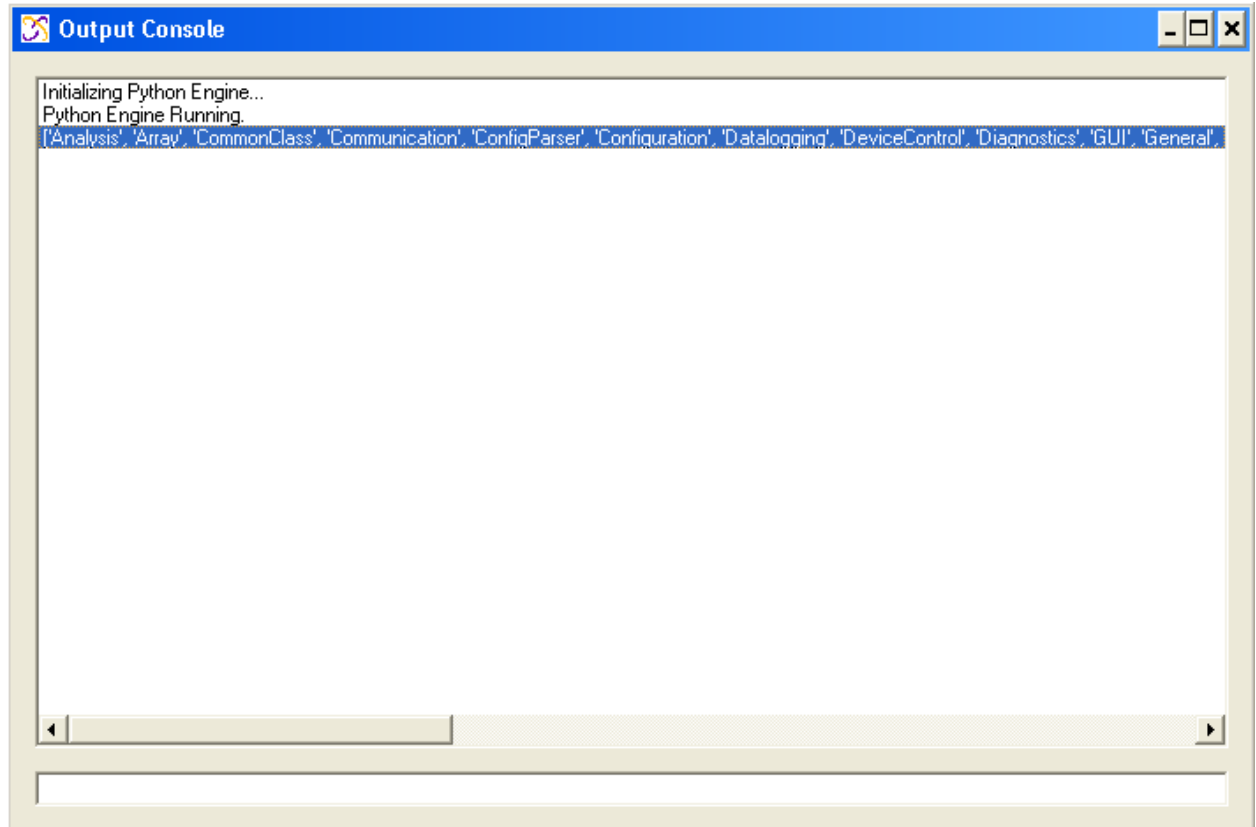 Output Console
Initializing Python Engine...
Python Engine Running.
['Analysis', 'Array', 'CommonClass', 'Communication', 'ConfigParser', 'Configuration', 'Datalogging', 'DeviceControl', 'Diagnostics', 'GUI', 'General',